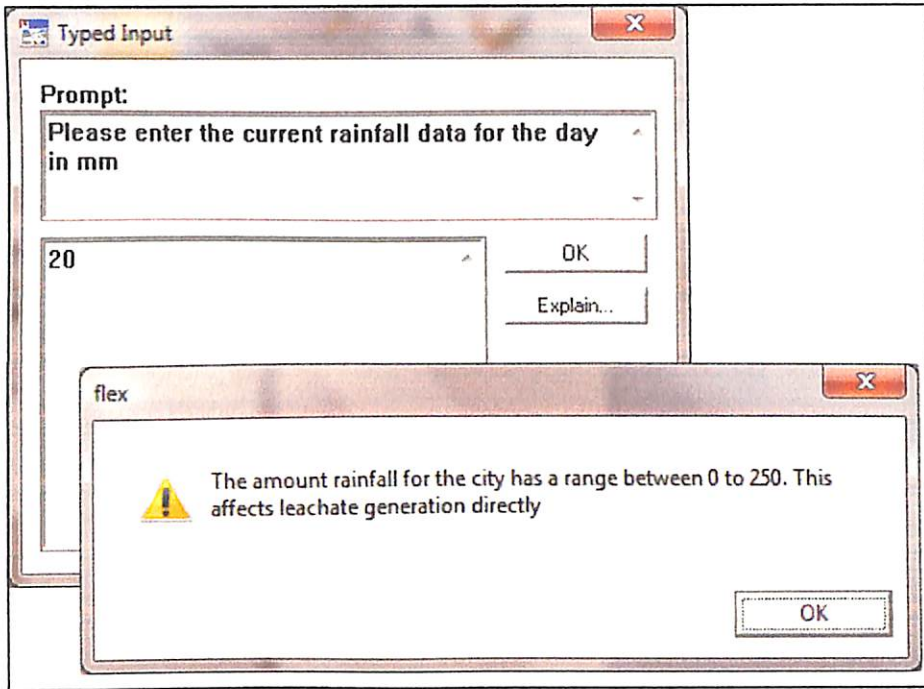 Typed Input
Prompt:
Please enter the current rainfall data for the day
in mm
20
OK
Explain...
flex
The amount rainfall for the city has a range between 0 to 250. This
affects leachate generation directly
OK